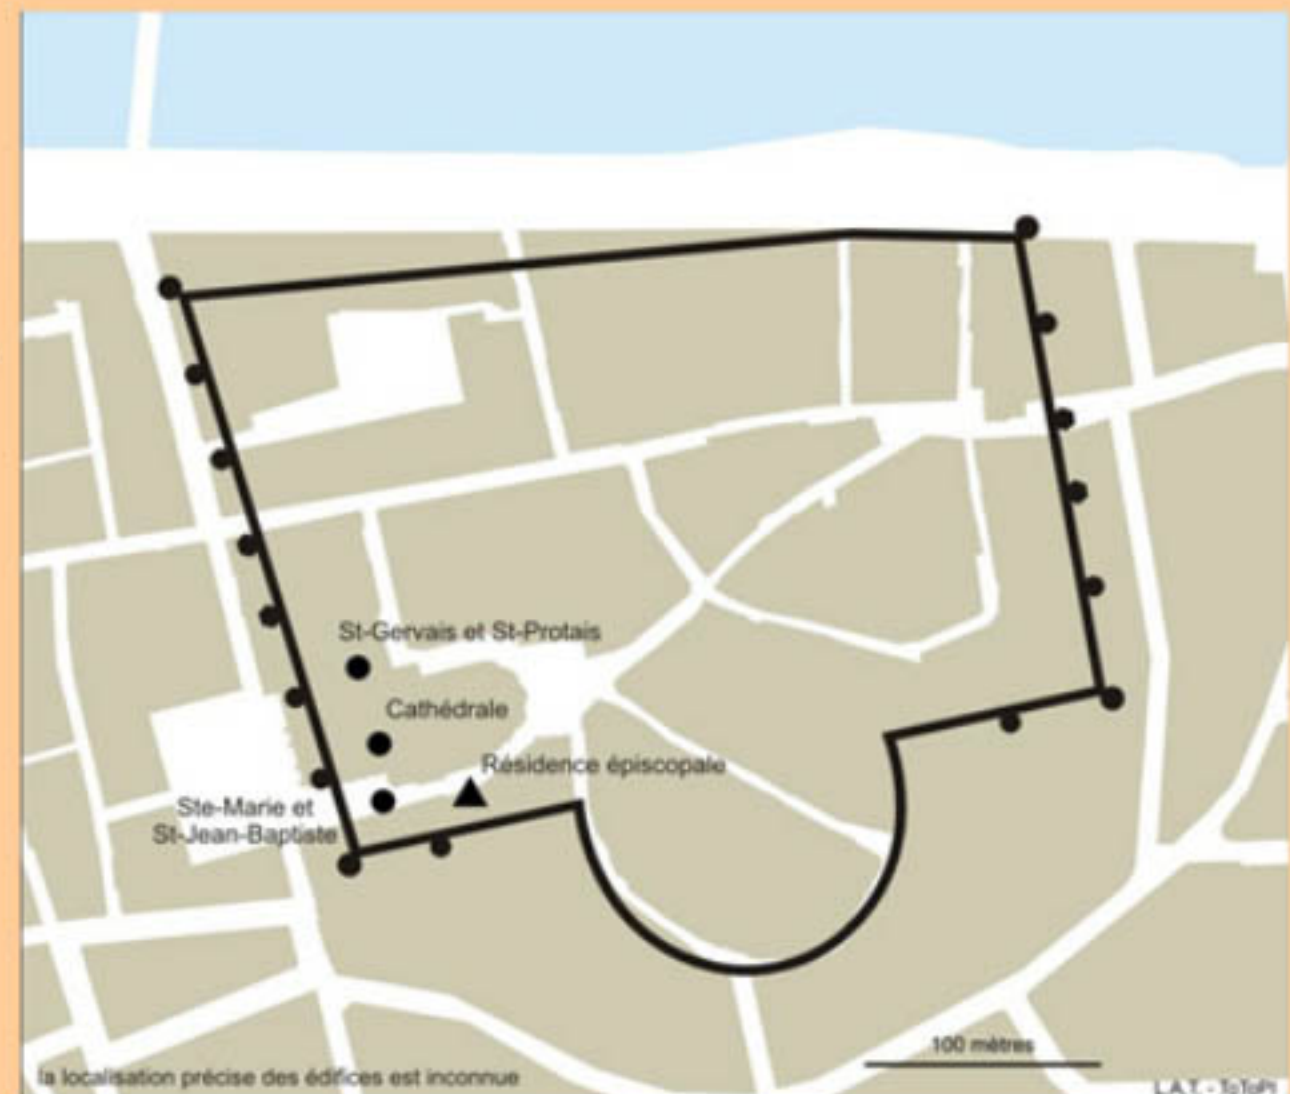 St-Gervais et St-Protais
Cathédrale
Résidence épiscopale
Ste-Marie et
St-Jean-Baptiste
100 mètres
la localisation précise des édifices est inconnue
L.A.T. - ToToPI